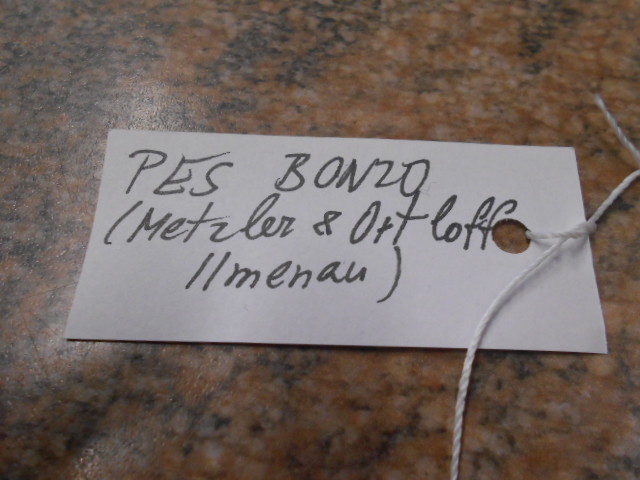 PES BONZO
(Metzler & Ortloff
Ilmenau)